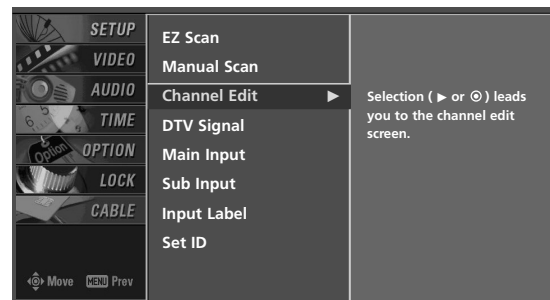 SETUP
VIDEO
AUDIO
TIME
OPTION
LOCK
CABLE
Move MENU Prev
EZ Scan
Manual Scan
Channel Edit ►
DTV Signal
Main Input
Sub Input
Input Label
Set ID
Selection ( ► or ⊙ ) leads
you to the channel edit
screen.
Option